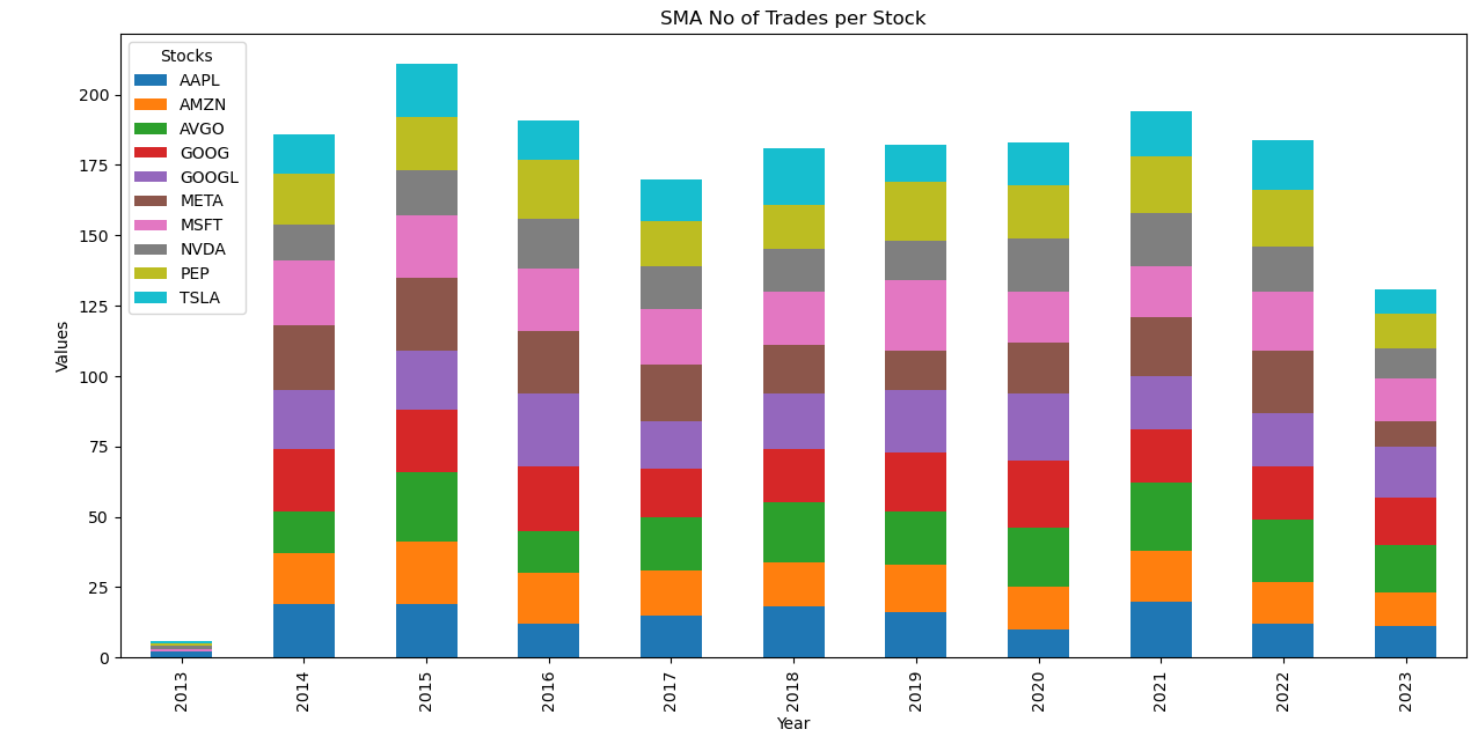 SMA No of Trades per Stock
Stocks
AAPL
AMZN
AVGO
GOOG
GOOGL
META
MSFT
NVDA
PEP
TSLA
Values
200
175
150
125
100
75
50
25
0
2013
2014
2015
2016
2017
2018
2019
2020
2021
2022
2023
Year